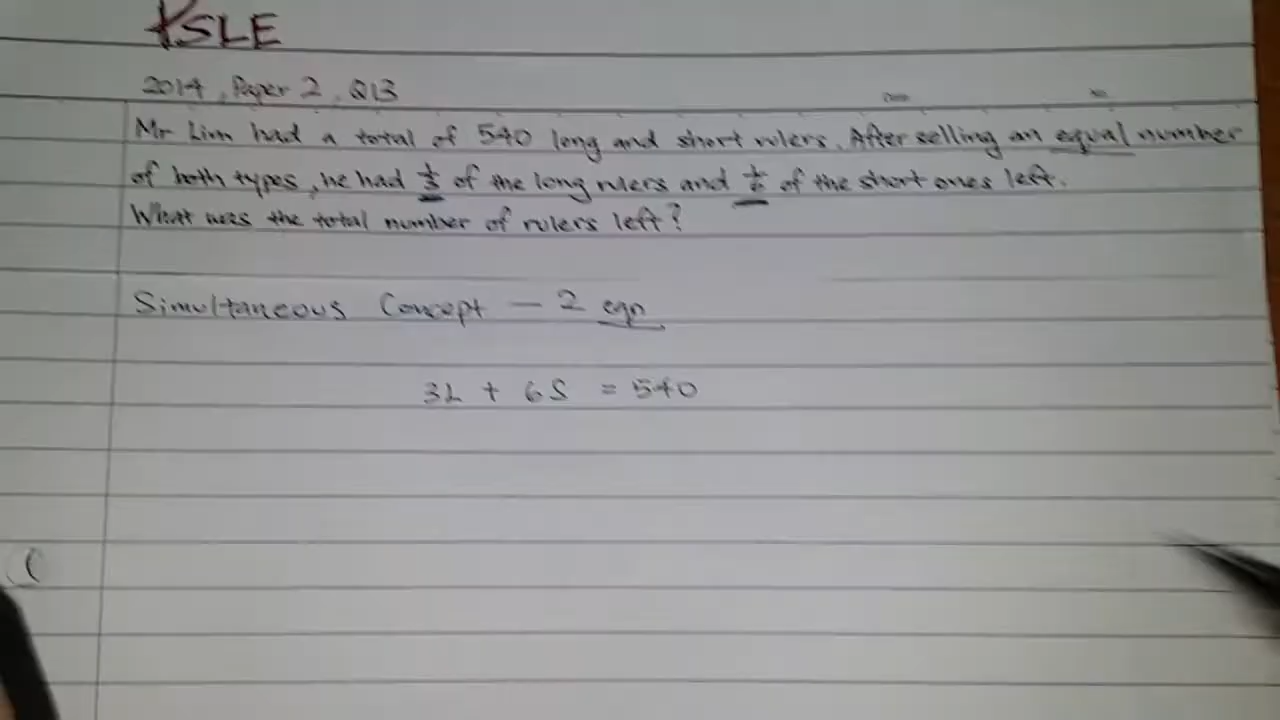 PSLE
2014, Paper 2, Q13
Mr Lim had a total of 540 long and short rulers. After selling an equal number
of both types, he had 1/3 of the long rulers and 1/6 of the short ones left.
What was the total number of rulers left?
Simultaneous Concept - 2 eqn
3L + 6S = 540
(